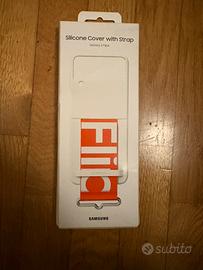 Silicone Cover with Strap
Galaxy Z Flip4
Flip
SAMSUNG
subito